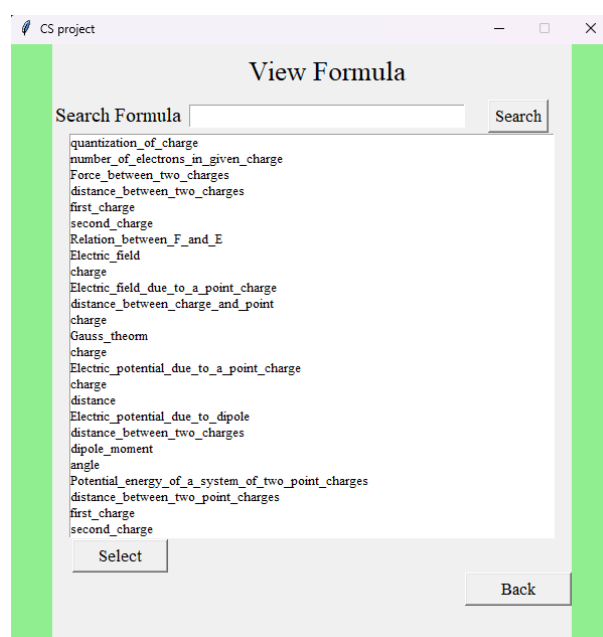 CS project
View Formula
Search Formula Search
quantization_of_charge
number_of_electrons_in_given_charge
Force_between_two_charges
distance_between_two_charges
first_charge
second_charge
Relation_between_F_and_E
Electric_field
charge
Electric_field_due_to_a_point_charge
distance_between_charge_and_point
charge
Gauss_theorm
charge
Electric_potential_due_to_a_point_charge
charge
distance
Electric_potential_due_to_dipole
distance_between_two_charges
dipole_moment
angle
Potential_energy_of_a_system_of_two_point_charges
distance_between_two_point_charges
first_charge
second_charge
Select
Back